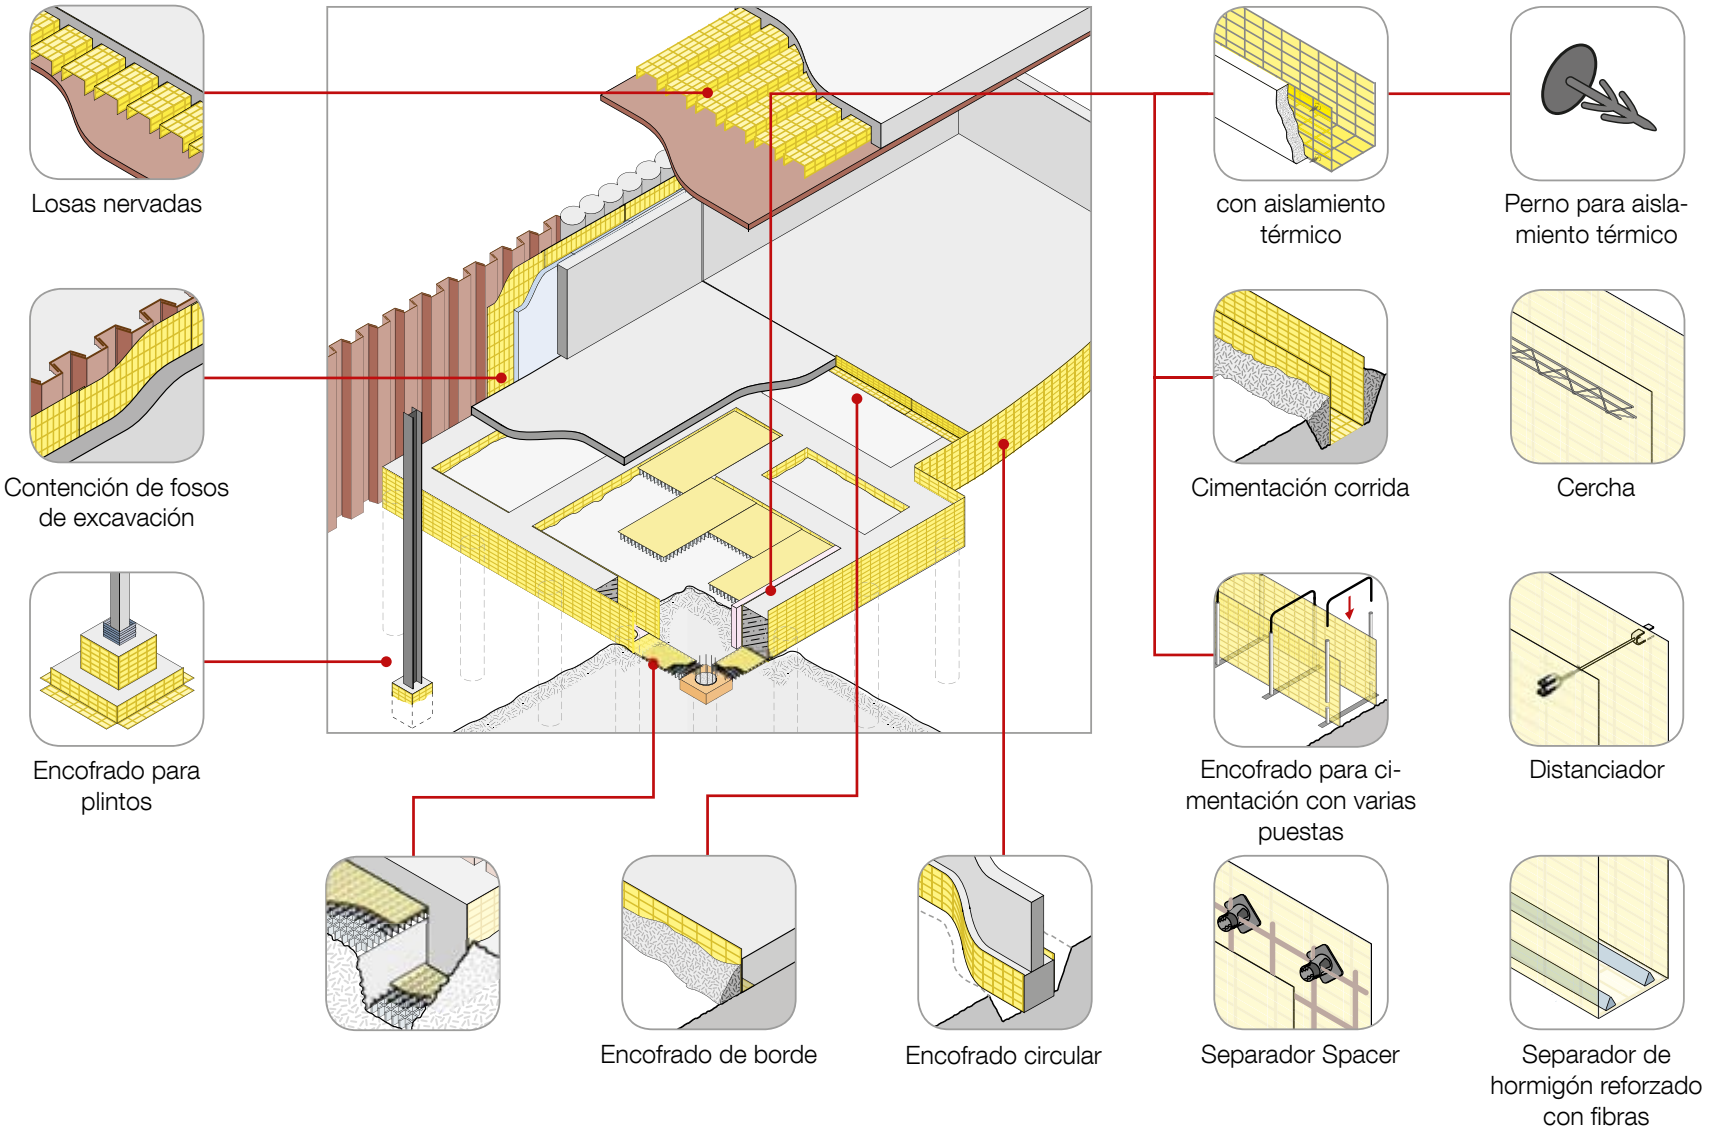 Losas nervadas
con aislamiento
térmico
Perno para aisla-
miento térmico
Contención de fosos
de excavación
Cimentación corrida
Cercha
Encofrado para
plintos
Encofrado para ci-
mentación con varias
puestas
Distanciador
Encofrado de borde
Encofrado circular
Separador Spacer
Separador de
hormigón reforzado
con fibras